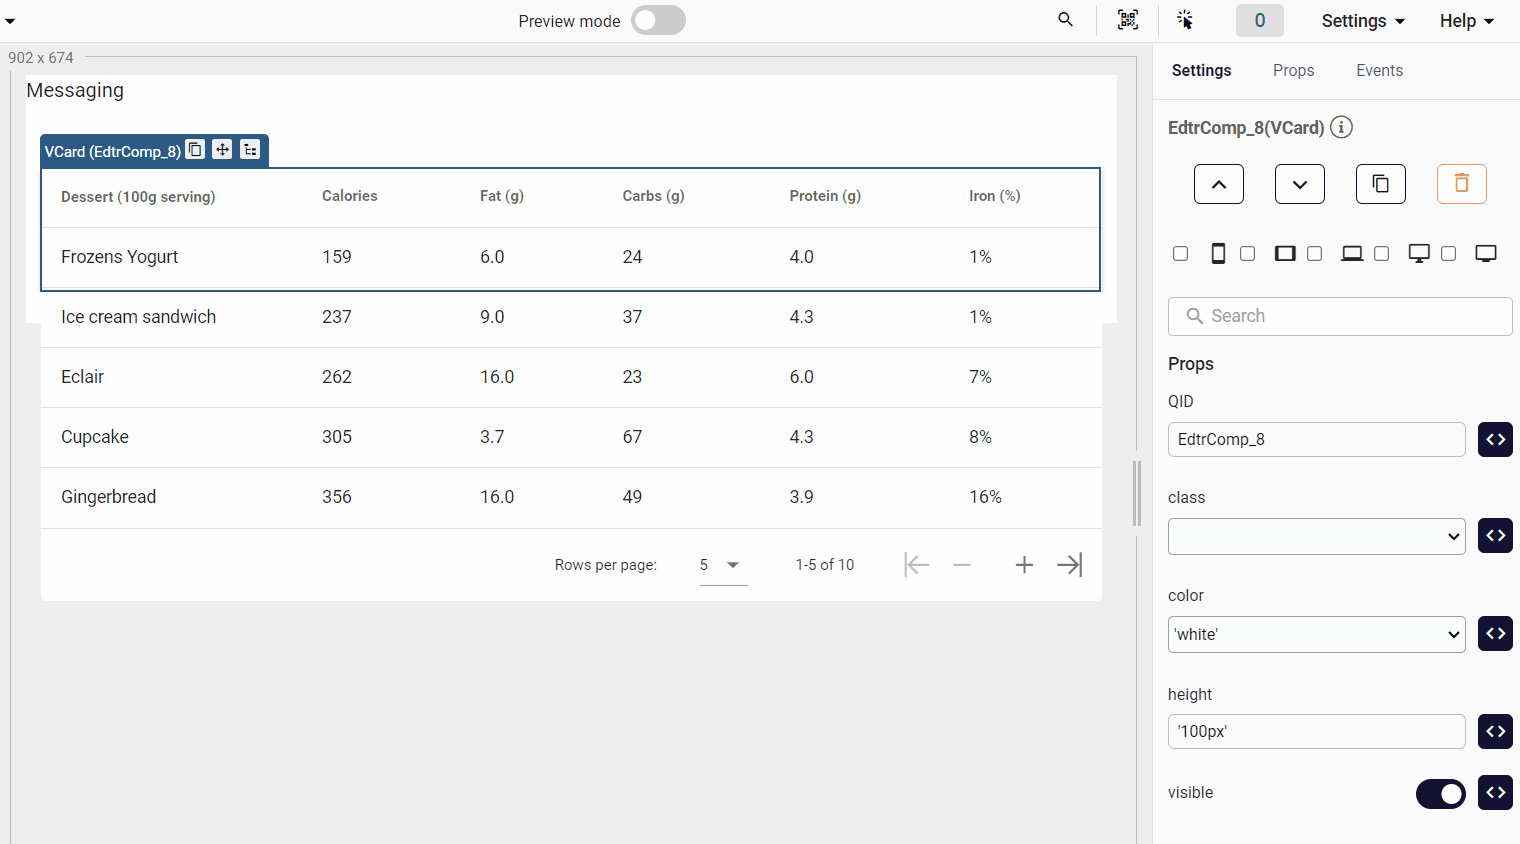 Preview mode
0
Settings
Help
902 x 674
Messaging
VCard (EdtrComp_8)
Dessert (100g serving) Calories Fat (g) Carbs (g) Protein (g) Iron (%)
Frozens Yogurt 159 6.0 24 4.0 1%
Ice cream sandwich 237 9.0 37 4.3 1%
Eclair 262 16.0 23 6.0 7%
Cupcake 305 3.7 67 4.3 8%
Gingerbread 356 16.0 49 3.9 16%
Rows per page: 5 1-5 of 10
Settings Props Events
EdtrComp_8(VCard)
Search
Props
QID
EdtrComp_8
class
color
'white'
height
'100px'
visible